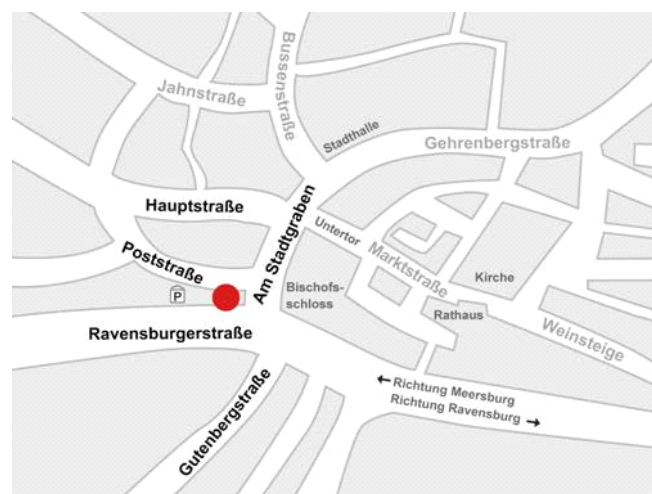 Bussenstraße
Jahnstraße
Stadthalle
Gehrenbergstraße
Hauptstraße
Am Stadtgraben
Untertor
Marktstraße
Poststraße
Kirche
Bischofs-
schloss
P
Rathaus
Ravensburgerstraße
Weinsteige
Gutenbergstraße
← Richtung Meersburg
Richtung Ravensburg →